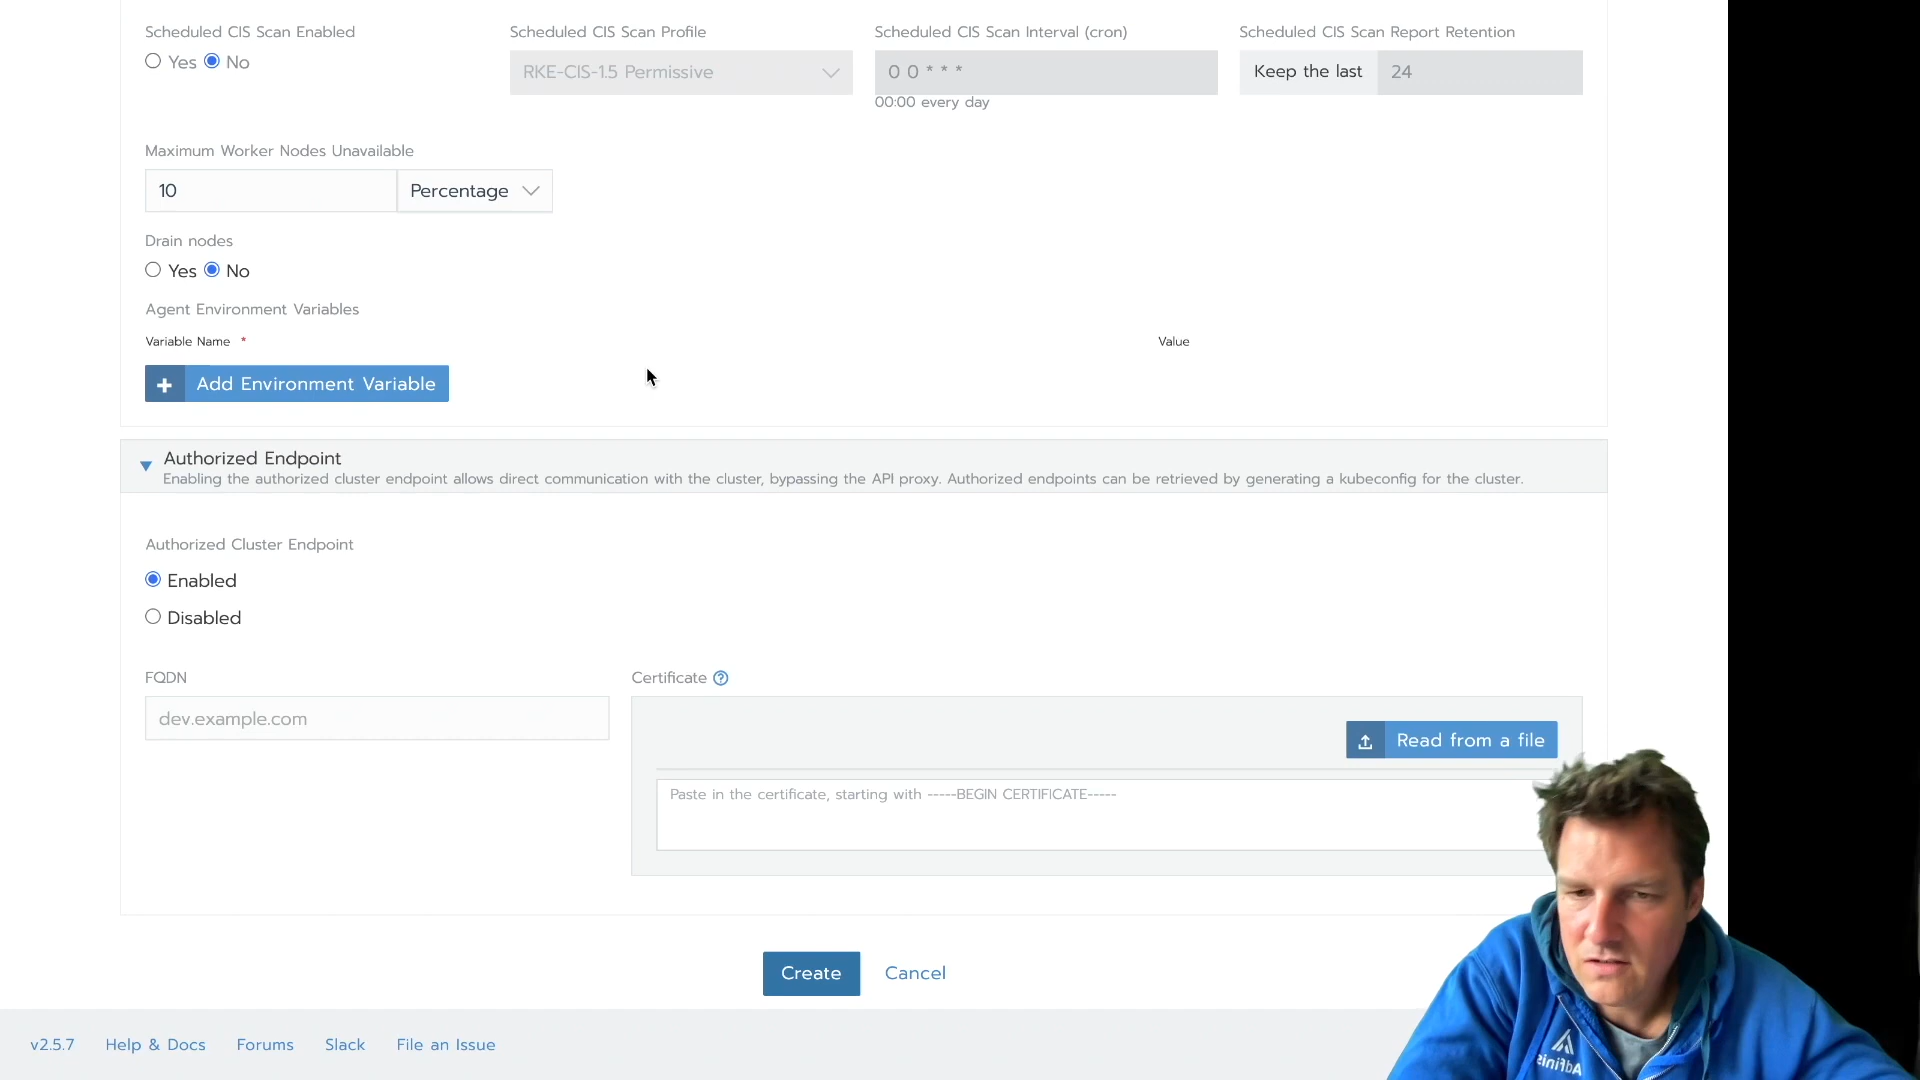 Scheduled CIS Scan Enabled Scheduled CIS Scan Profile Scheduled CIS Scan Interval (cron) Scheduled CIS Scan Report Retention
Yes No RKE-CIS-1.5 Permissive 0 0 * * * Keep the last 24
00:00 every day
Maximum Worker Nodes Unavailable
10 Percentage
Drain nodes
Yes No
Agent Environment Variables
Variable Name * Value
+ Add Environment Variable
Authorized Endpoint
Enabling the authorized cluster endpoint allows direct communication with the cluster, bypassing the API proxy. Authorized endpoints can be retrieved by generating a kubeconfig for the cluster.
Authorized Cluster Endpoint
Enabled
Disabled
FQDN Certificate ?
dev.example.com
Read from a file
Paste in the certificate, starting with -----BEGIN CERTIFICATE-----
Create Cancel
v2.5.7 Help & Docs Forums Slack File an Issue
Adfinis